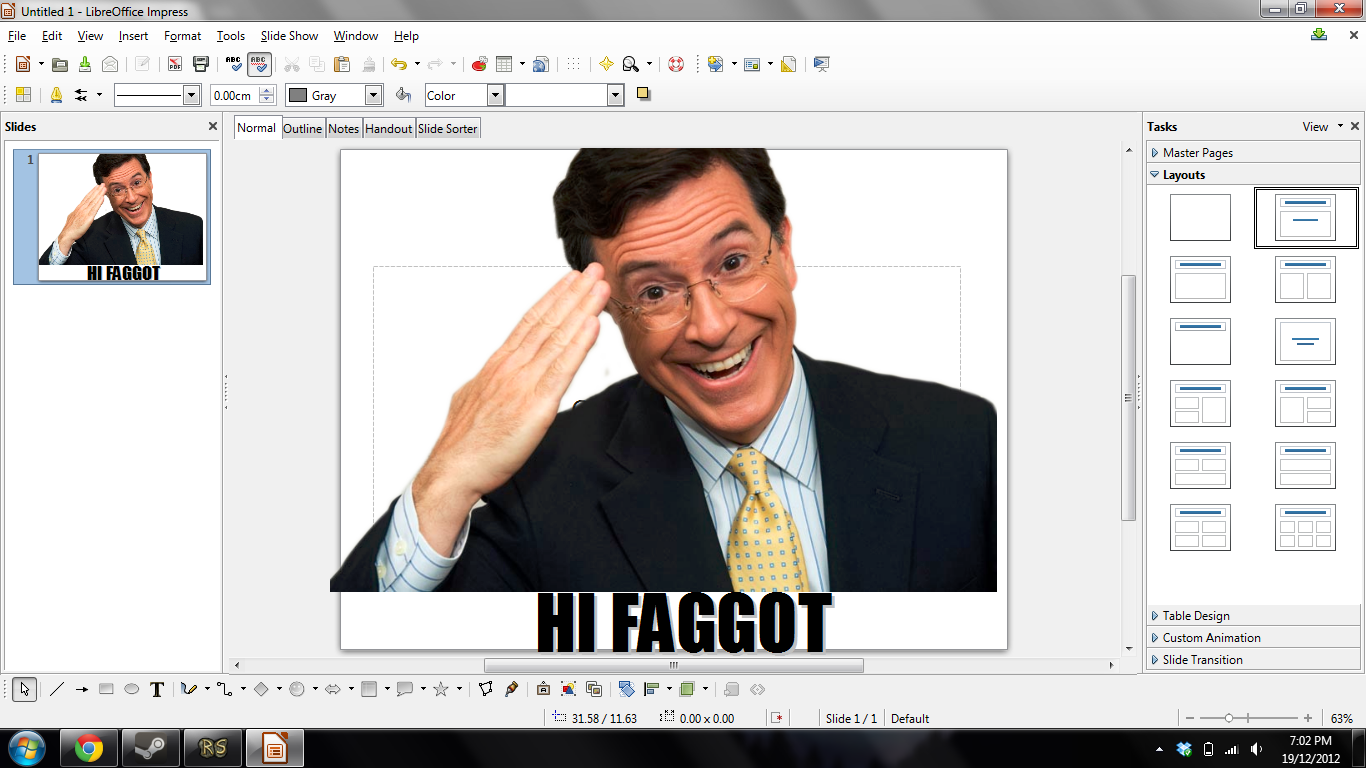 Untitled 1 - LibreOffice Impress
File Edit View Insert Format Tools Slide Show Window Help
PDF ABC ABC
0.00cm Gray Color
Slides
Normal Outline Notes Handout Slide Sorter
Tasks View
1
Master Pages
Layouts
HI FAGGOT
HI FAGGOT
Table Design
Custom Animation
Slide Transition
T
A
31.58 / 11.63 0.00 x 0.00 Slide 1 / 1 Default 63%
RS
7:02 PM
19/12/2012